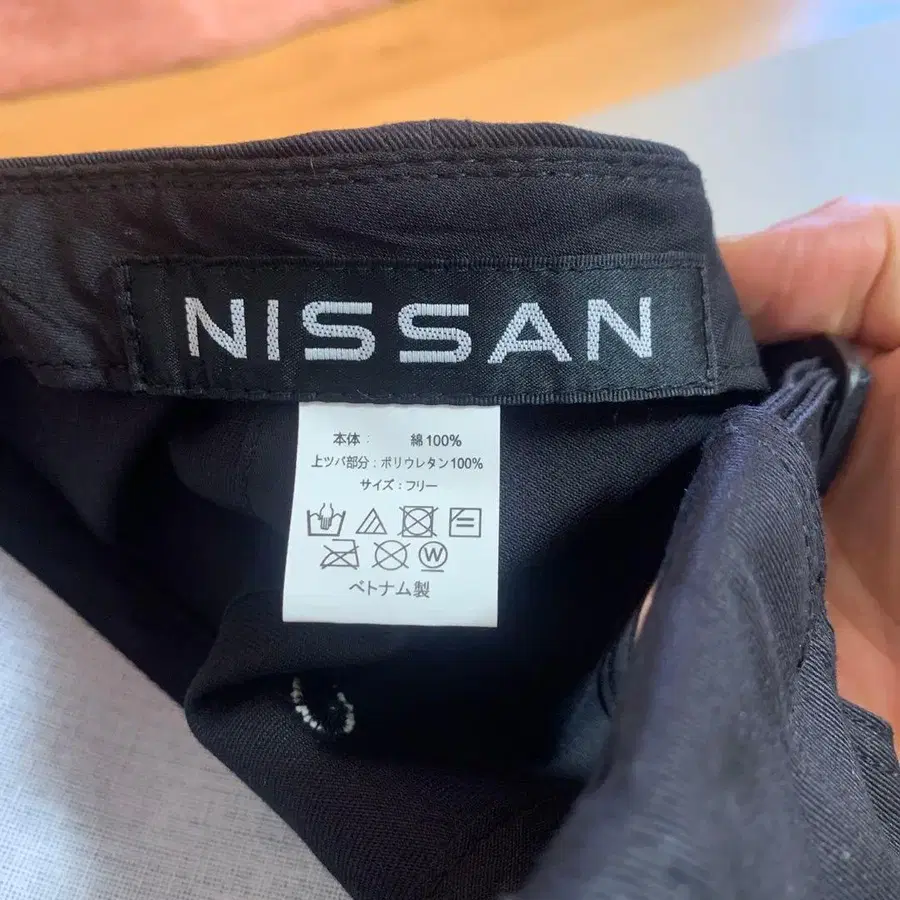 NISSAN
本体： 綿100%
上ツバ部分：ポリウレタン100%
サイズ：フリー
W
ベトナム製